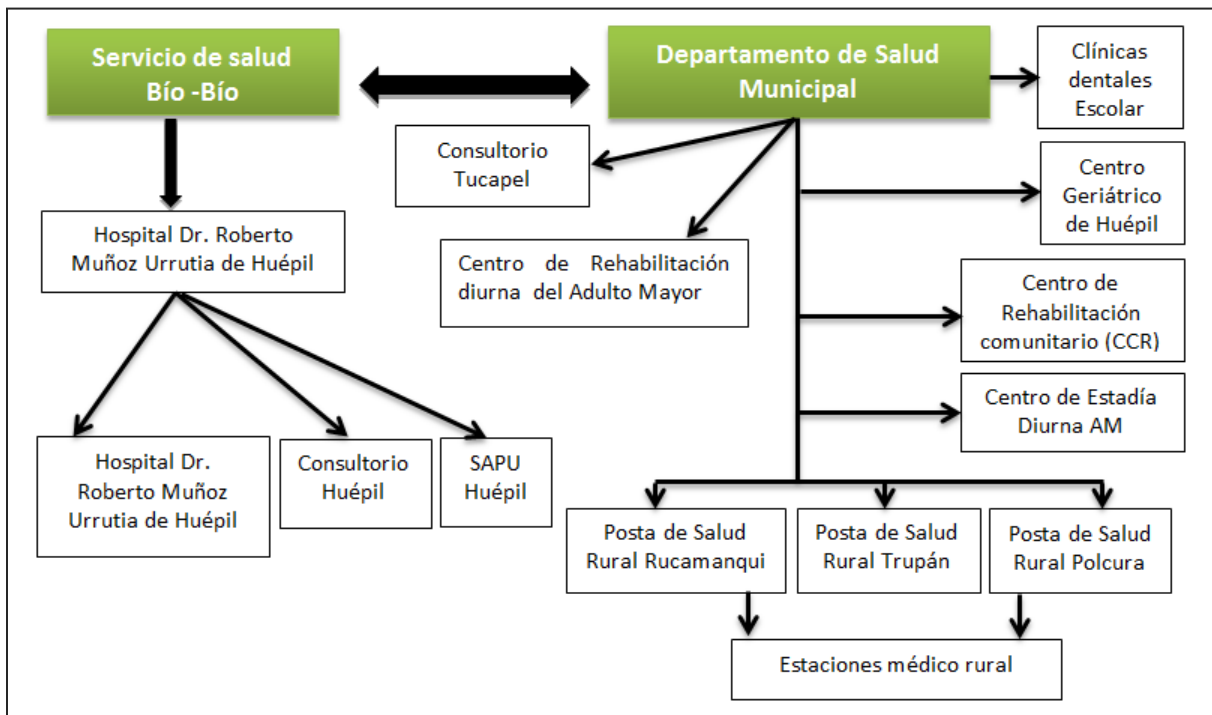 Servicio de salud
Bío -Bío
Departamento de Salud
Municipal
Clínicas
dentales
Escolar
Consultorio
Tucapel
Centro
Geriátrico
de Huépil
Hospital Dr. Roberto
Muñoz Urrutia de Huépil
Centro de Rehabilitación
diurna del Adulto Mayor
Centro de
Rehabilitación
comunitario (CCR)
Centro de Estadía
Diurna AM
Hospital Dr.
Roberto Muñoz
Urrutia de Huépil
Consultorio
Huépil
SAPU
Huépil
Posta de Salud
Rural Rucamanqui
Posta de Salud
Rural Trupán
Posta de Salud
Rural Polcura
Estaciones médico rural